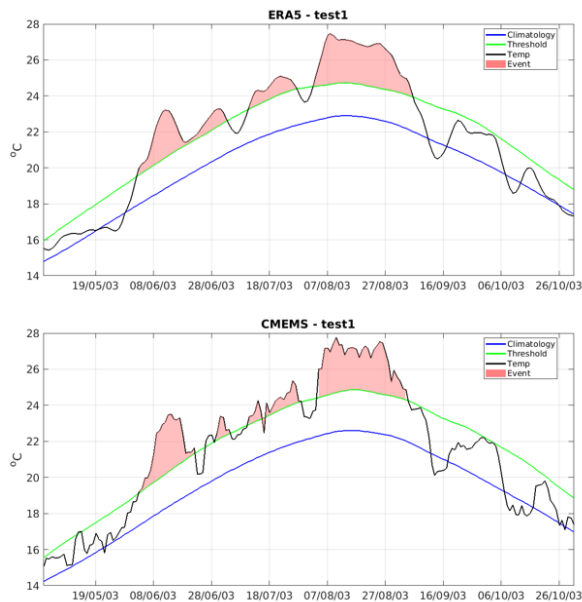 ERA5 - test1
28
26
24
22
20
18
16
14
°C
Climatology
Threshold
Temp
Event
19/05/03 08/06/03 28/06/03 18/07/03 07/08/03 27/08/03 16/09/03 06/10/03 26/10/03
CMEMS - test1
28
26
24
22
20
18
16
14
°C
Climatology
Threshold
Temp
Event
19/05/03 08/06/03 28/06/03 18/07/03 07/08/03 27/08/03 16/09/03 06/10/03 26/10/03